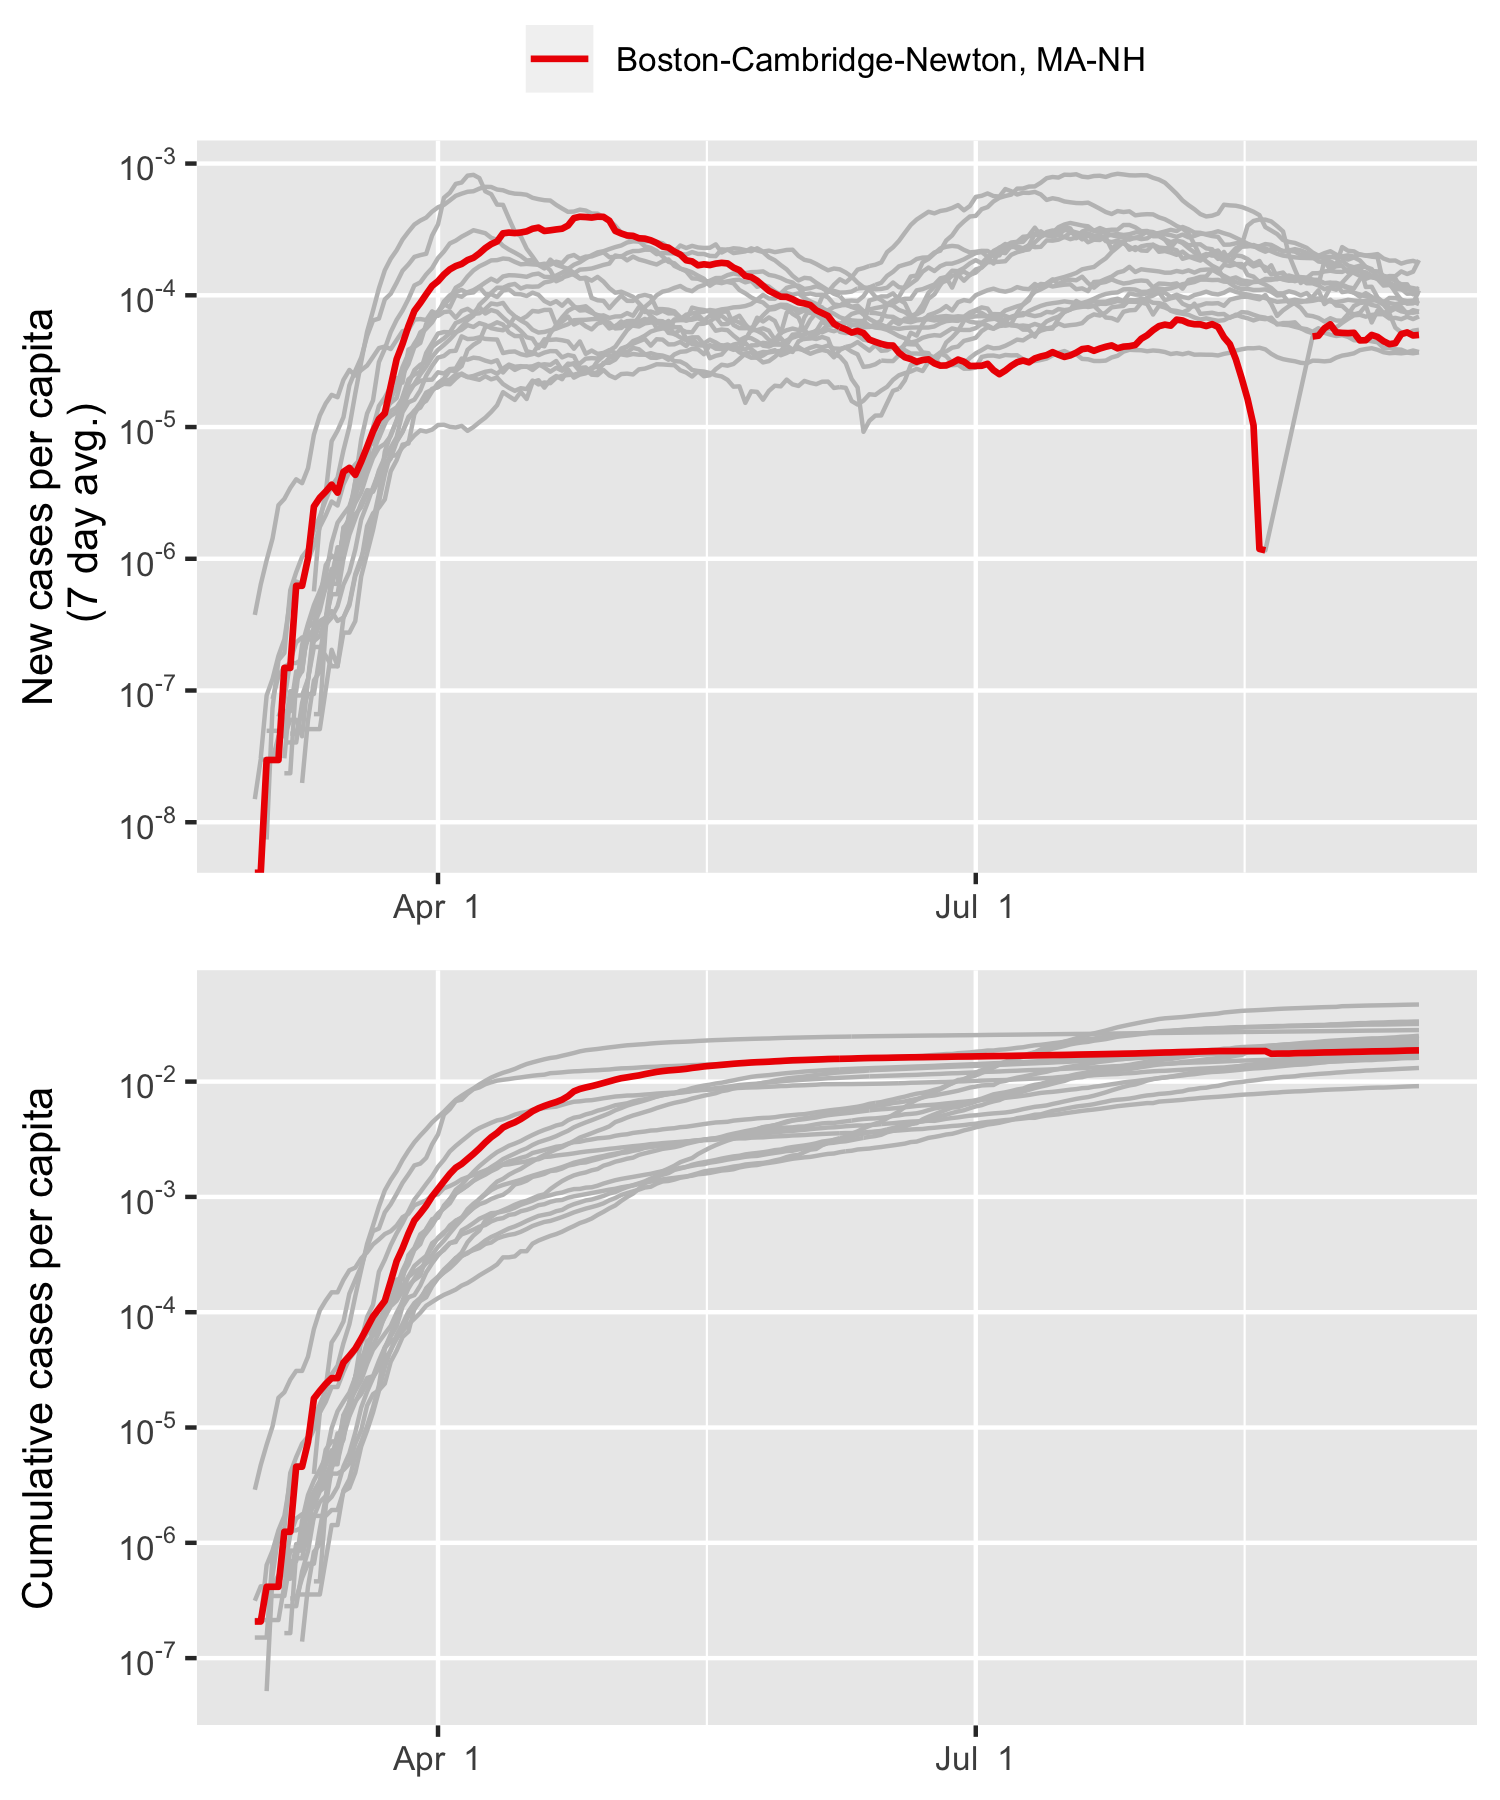 Boston-Cambridge-Newton, MA-NH
New cases per capita
(7 day avg.)
10^-3
10^-4
10^-5
10^-6
10^-7
10^-8
Apr 1
Jul 1
Cumulative cases per capita
10^-2
10^-3
10^-4
10^-5
10^-6
10^-7
Apr 1
Jul 1